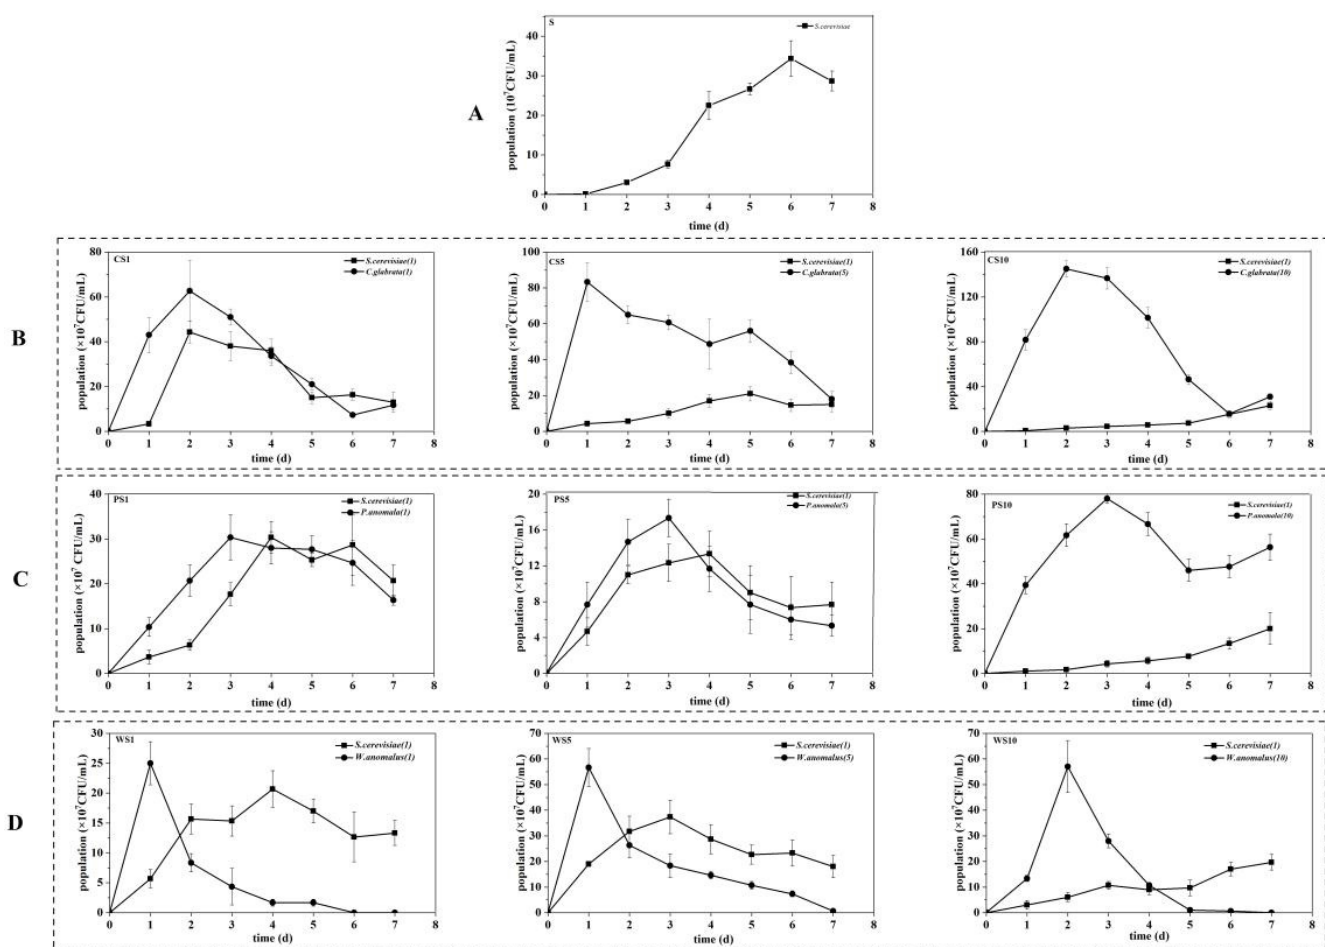 A
S
S.cerevisiae
population (10⁷CFU/mL)
40
30
20
10
0
0 1 2 3 4 5 6 7 8
time (d)
B
CS1
S.cerevisiae(1)
C.glabrata(1)
population (×10⁷CFU/mL)
80
60
40
20
0
0 1 2 3 4 5 6 7 8
time (d)
CS5
S.cerevisiae(1)
C.glabrata(5)
population (×10⁷CFU/mL)
100
80
60
40
20
0
0 1 2 3 4 5 6 7 8
time (d)
CS10
S.cerevisiae(1)
C.glabrata(10)
population (×10⁷CFU/mL)
160
120
80
40
0
0 1 2 3 4 5 6 7 8
time (d)
C
PS1
S.cerevisiae(1)
P.anomala(1)
population (×10⁷ CFU/mL)
40
30
20
10
0
0 1 2 3 4 5 6 7 8
time (d)
PS5
S.cerevisiae(1)
P.anomala(5)
population (×10⁷CFU/mL)
20
16
12
8
4
0
0 1 2 3 4 5 6 7 8
time (d)
PS10
S.cerevisiae(1)
P.anomala(10)
population (×10⁷ CFU/mL)
80
60
40
20
0
0 1 2 3 4 5 6 7 8
time (d)
D
WS1
S.cerevisiae(1)
W.anomalus(1)
population (×10⁷CFU/mL)
30
25
20
15
10
5
0
0 1 2 3 4 5 6 7 8
time (d)
WS5
S.cerevisiae(1)
W.anomalus(5)
population (×10⁷CFU/mL)
70
60
50
40
30
20
10
0
0 1 2 3 4 5 6 7 8
time (d)
WS10
S.cerevisiae(1)
W.anomalus(10)
population (×10⁷CFU/mL)
70
60
50
40
30
20
10
0
0 1 2 3 4 5 6 7 8
time (d)